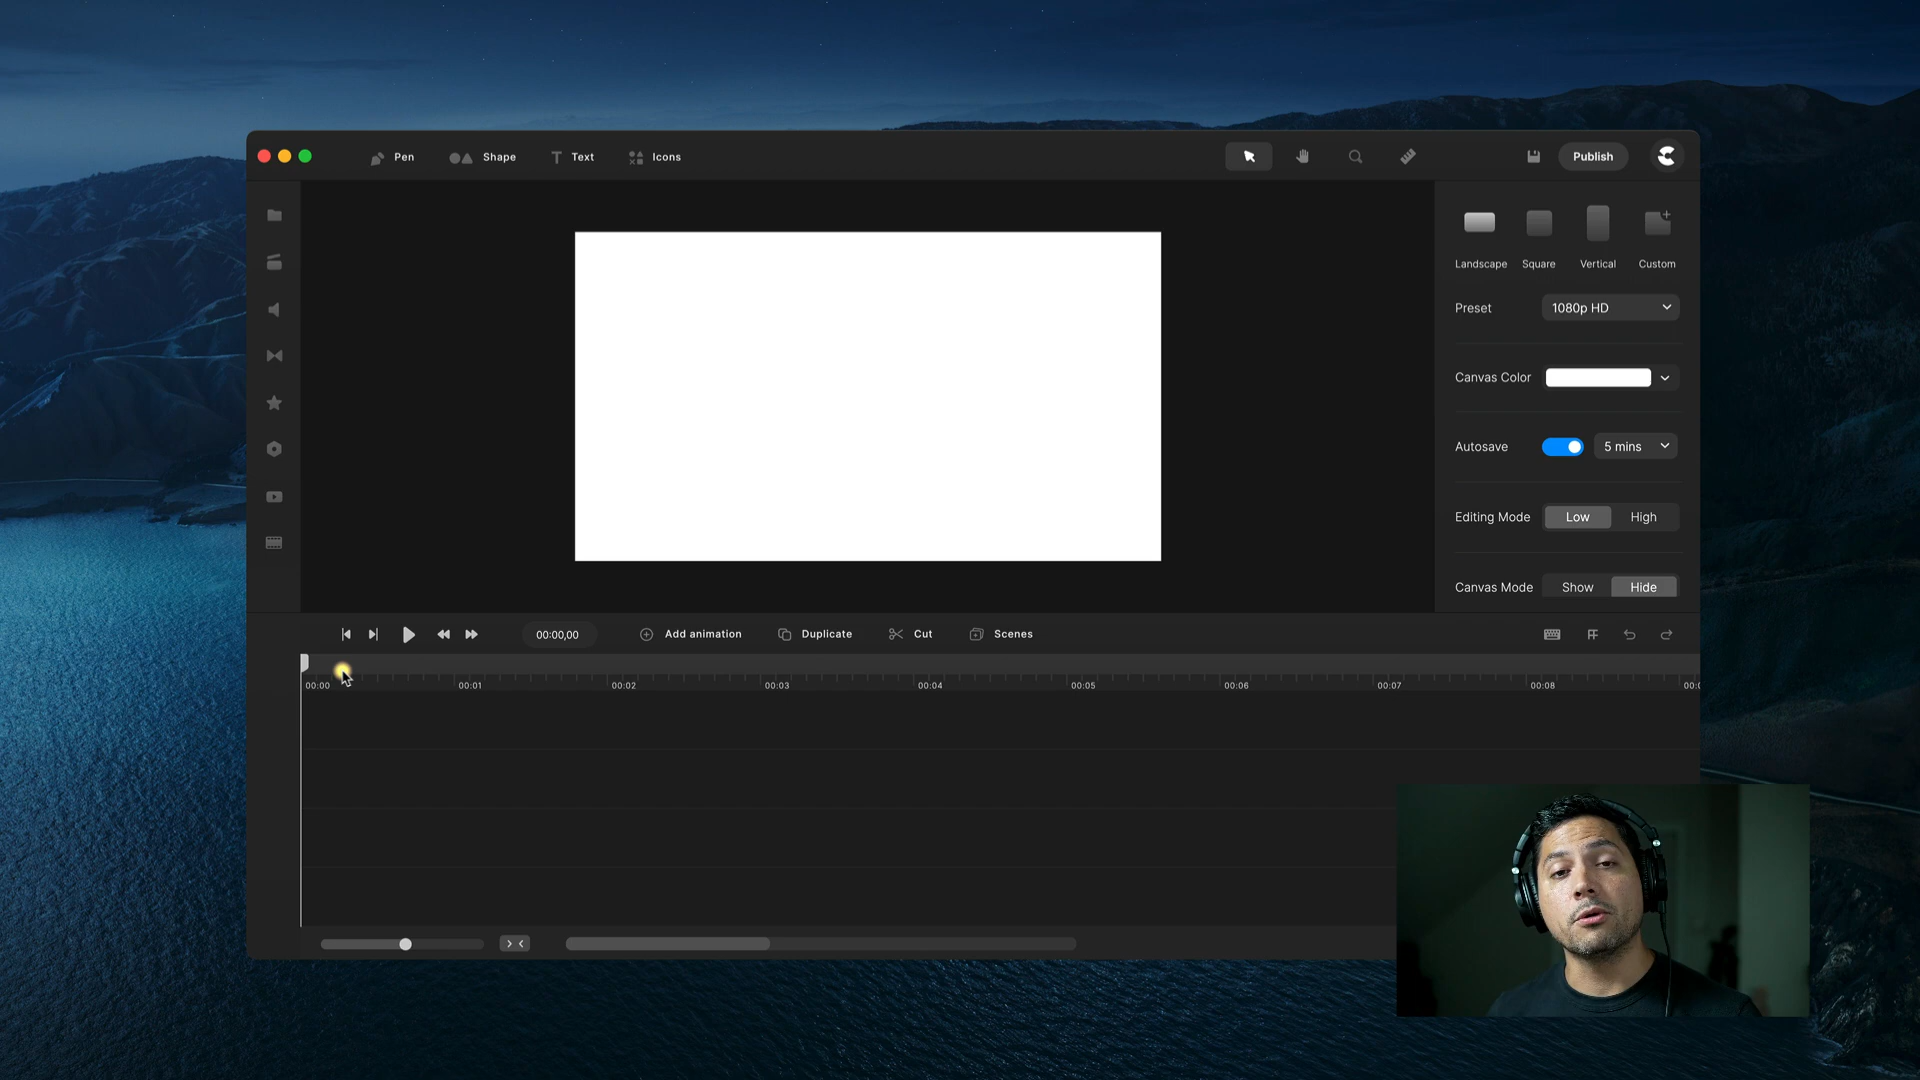 Pen
Shape
Text
Icons
Publish
Landscape
Square
Vertical
Custom
Preset
1080p HD
Canvas Color
Autosave
5 mins
Editing Mode
Low
High
Canvas Mode
Show
Hide
00:00,00
Add animation
Duplicate
Cut
Scenes
00:00
00:01
00:02
00:03
00:04
00:05
00:06
00:07
00:08